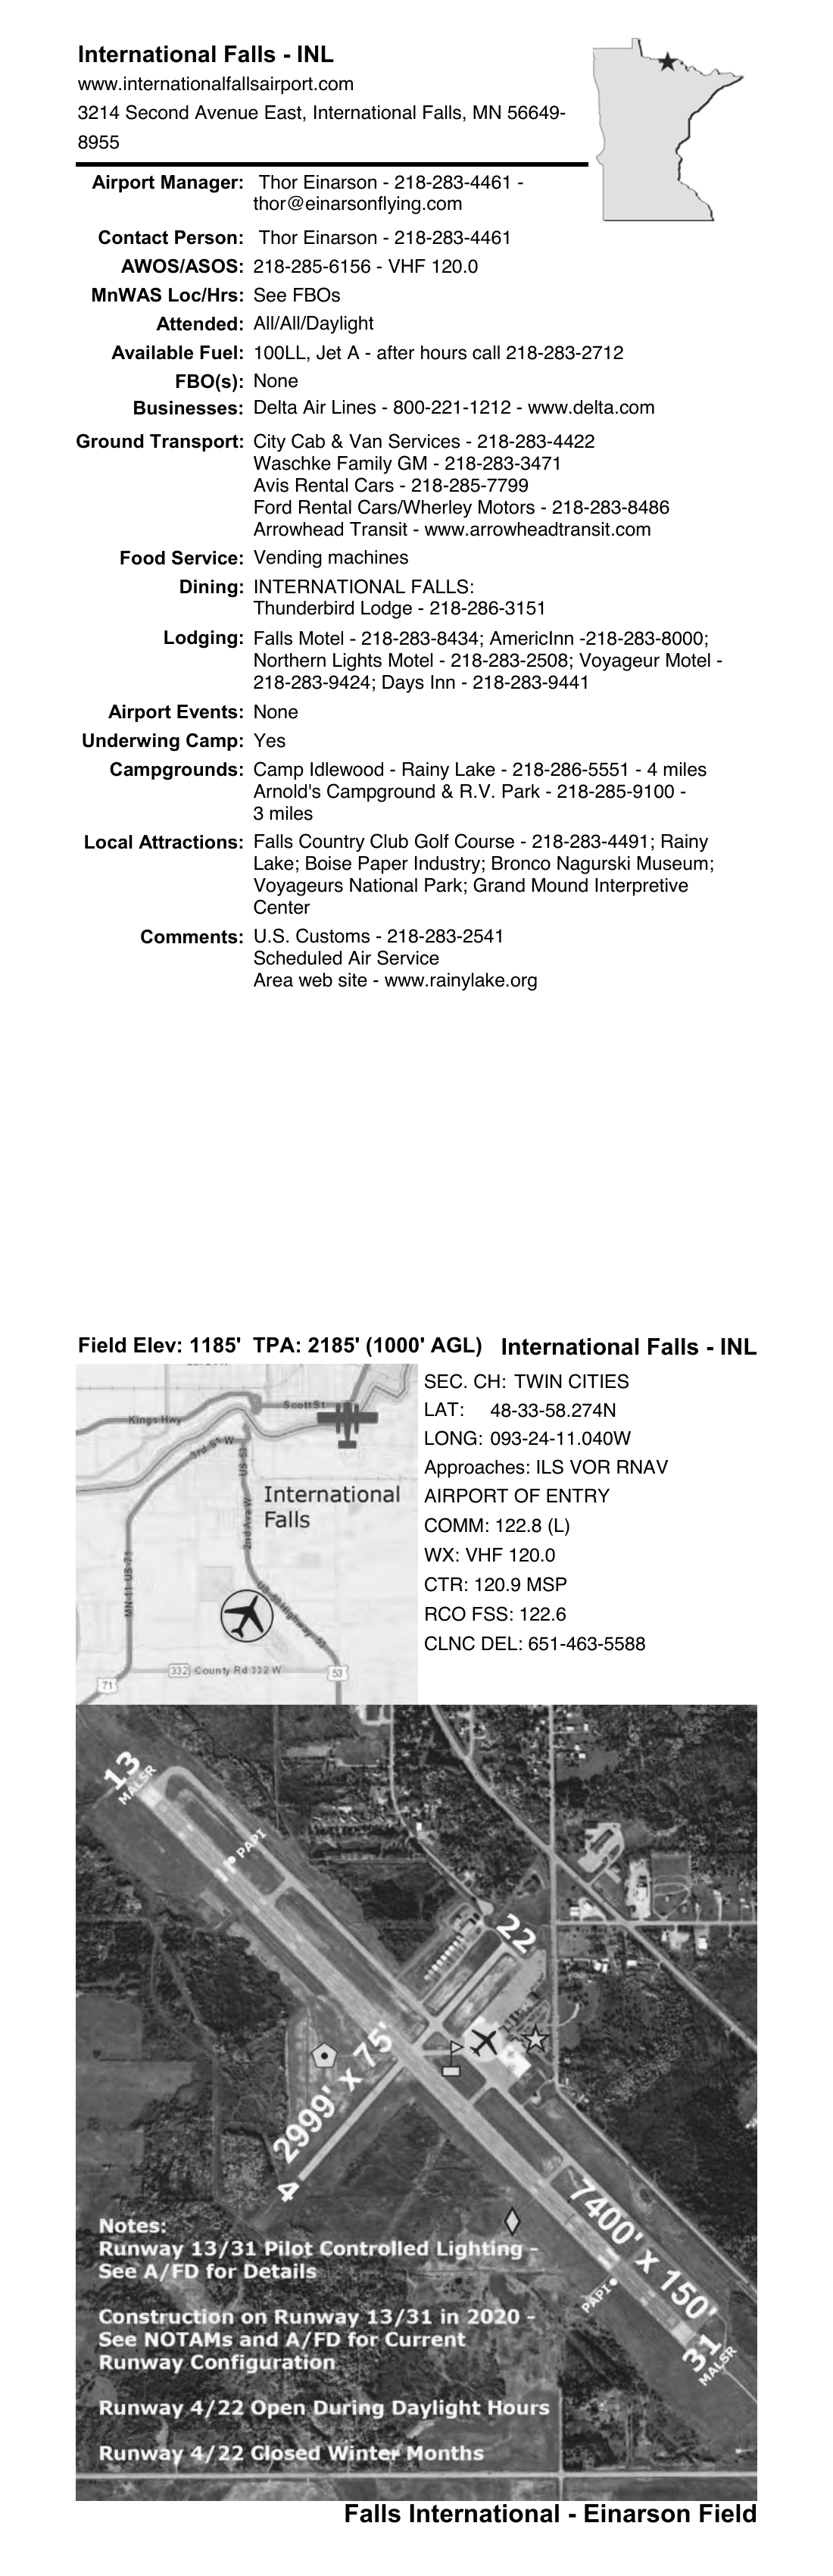 International Falls - INL
www.internationalfallsairport.com
3214 Second Avenue East, International Falls, MN 56649-
8955
Airport Manager: Thor Einarson - 218-283-4461 -
thor@einarsonflying.com
Contact Person: Thor Einarson - 218-283-4461
AWOS/ASOS: 218-285-6156 - VHF 120.0
MnWAS Loc/Hrs: See FBOs
Attended: All/All/Daylight
Available Fuel: 100LL, Jet A - after hours call 218-283-2712
FBO(s): None
Businesses: Delta Air Lines - 800-221-1212 - www.delta.com
Ground Transport: City Cab & Van Services - 218-283-4422
Waschke Family GM - 218-283-3471
Avis Rental Cars - 218-285-7799
Ford Rental Cars/Wherley Motors - 218-283-8486
Arrowhead Transit - www.arrowheadtransit.com
Food Service: Vending machines
Dining: INTERNATIONAL FALLS:
Thunderbird Lodge - 218-286-3151
Lodging: Falls Motel - 218-283-8434; AmericInn -218-283-8000;
Northern Lights Motel - 218-283-2508; Voyageur Motel -
218-283-9424; Days Inn - 218-283-9441
Airport Events: None
Underwing Camp: Yes
Campgrounds: Camp Idlewood - Rainy Lake - 218-286-5551 - 4 miles
Arnold's Campground & R.V. Park - 218-285-9100 -
3 miles
Local Attractions: Falls Country Club Golf Course - 218-283-4491; Rainy
Lake; Boise Paper Industry; Bronco Nagurski Museum;
Voyageurs National Park; Grand Mound Interpretive
Center
Comments: U.S. Customs - 218-283-2541
Scheduled Air Service
Area web site - www.rainylake.org
Field Elev: 1185' TPA: 2185' (1000' AGL) International Falls - INL
SEC. CH: TWIN CITIES
LAT: 48-33-58.274N
LONG: 093-24-11.040W
Approaches: ILS VOR RNAV
AIRPORT OF ENTRY
COMM: 122.8 (L)
WX: VHF 120.0
CTR: 120.9 MSP
RCO FSS: 122.6
CLNC DEL: 651-463-5588
Scott St
Kings Hwy
3rd St W
US-53
2nd Ave W
International
Falls
MN-11 US-71
332 County Rd 332 W
71
53
13
MALSR
PAPI
22
2999' x 75'
4
7400' x 150'
PAPI
31
MALSR
Notes:
Runway 13/31 Pilot Controlled Lighting -
See A/FD for Details
Construction on Runway 13/31 in 2020 -
See NOTAMs and A/FD for Current
Runway Configuration
Runway 4/22 Open During Daylight Hours
Runway 4/22 Closed Winter Months
Falls International - Einarson Field